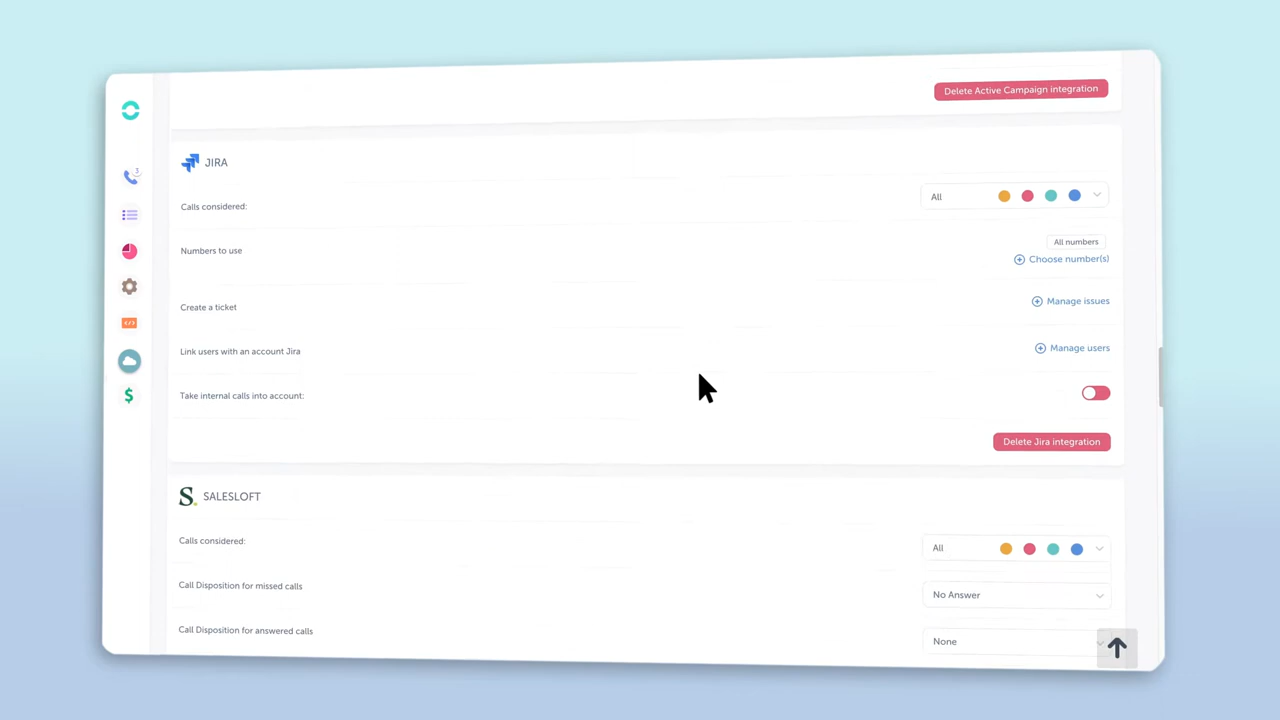 Delete Active Campaign integration
JIRA
3
Calls considered:
All
Numbers to use
All numbers
Choose number(s)
Create a ticket
Manage issues
Link users with an account Jira
Manage users
Take internal calls into account:
Delete Jira integration
S. SALESLOFT
Calls considered:
All
Call Disposition for missed calls
No Answer
Call Disposition for answered calls
None
$